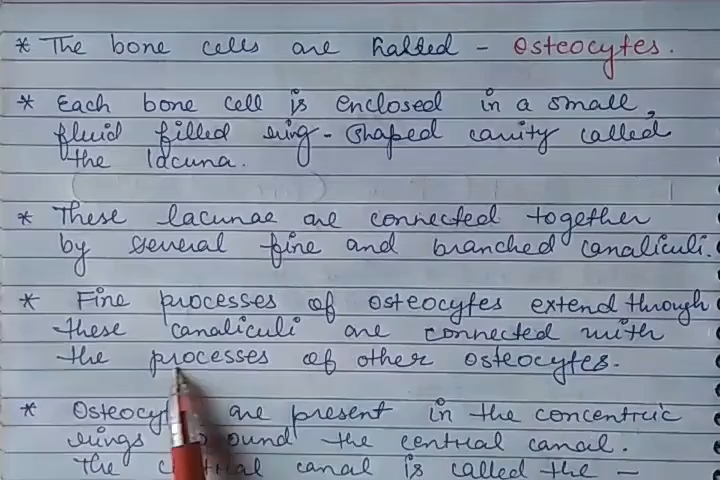 * The bone cells are halled - Osteocytes.
* Each bone cell is enclosed in a small,
fluid filled ring-shaped cavity called
the lacuna.
* These lacunae are connected together
by several fine and branched canaliculi.
* Fine processes of osteocytes extend through
these canaliculi are connected with
the processes of other osteocytes.
* are present in the concentric
rings the central canal.
The canal is called the -